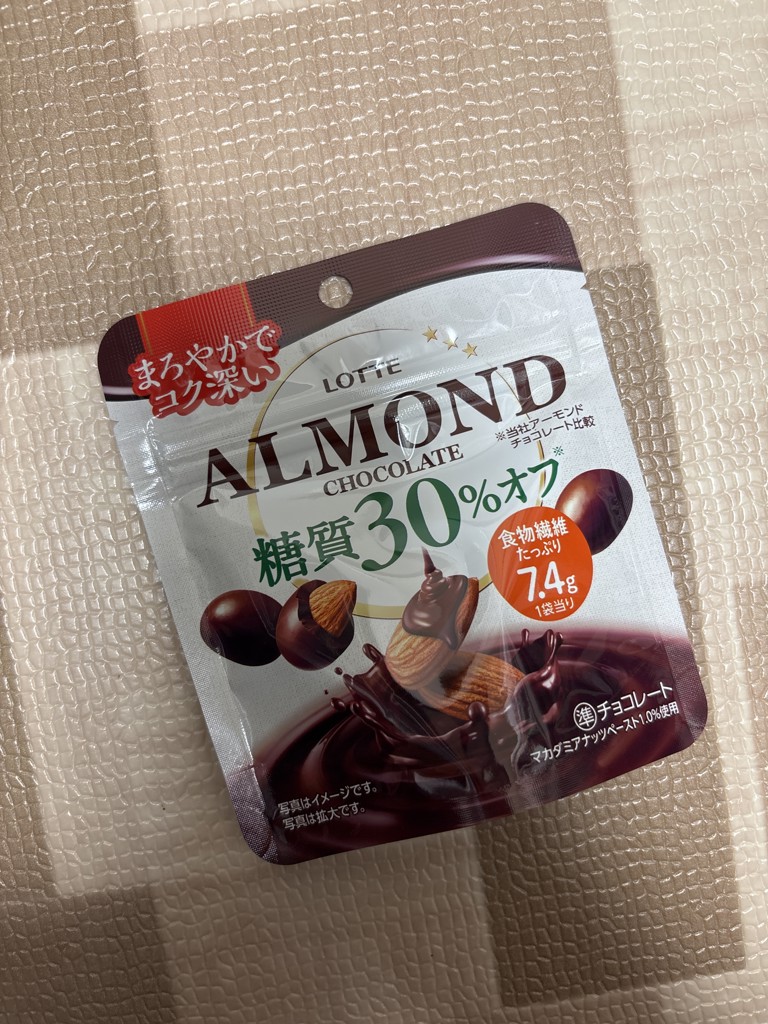 まろやかで
コク深い
LOTTE
ALMOND
CHOCOLATE
※当社アーモンド
チョコレート比較
糖質30%オフ※
食物繊維
たっぷり
7.4g
1袋当り
準チョコレート
マカダミアナッツペースト1.0%使用
写真はイメージです。
写真は拡大です。